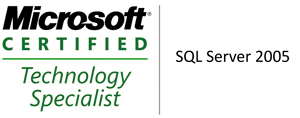 Microsoft®
CERTIFIED
Technology
Specialist
SQL Server 2005